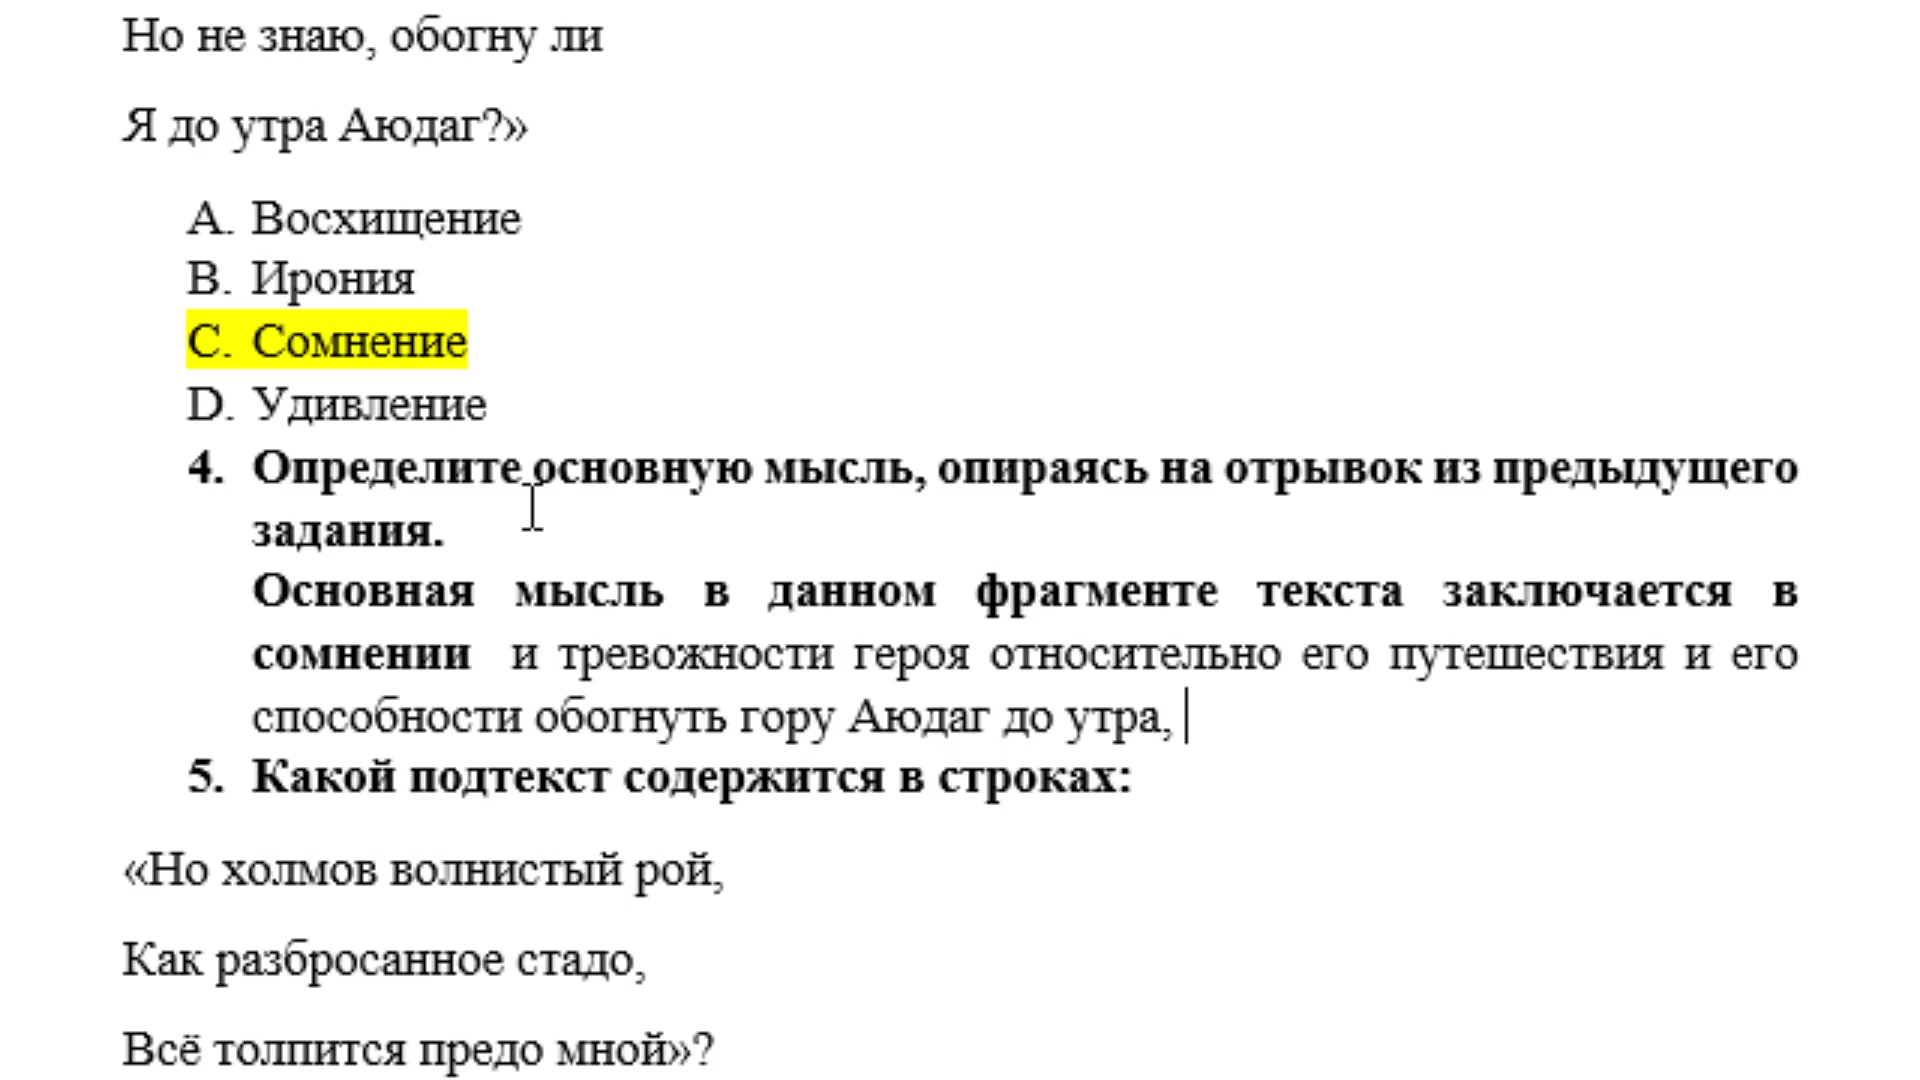 Но не знаю, обогну ли
Я до утра Аюдаг?»
A. Восхищение
B. Ирония
C. Сомнение
D. Удивление
4. Определите основную мысль, опираясь на отрывок из предыдущего
задания.
Основная мысль в данном фрагменте текста заключается в
сомнении и тревожности героя относительно его путешествия и его
способности обогнуть гору Аюдаг до утра,
5. Какой подтекст содержится в строках:
«Но холмов волнистый рой,
Как разбросанное стадо,
Всё толпится предо мной»?